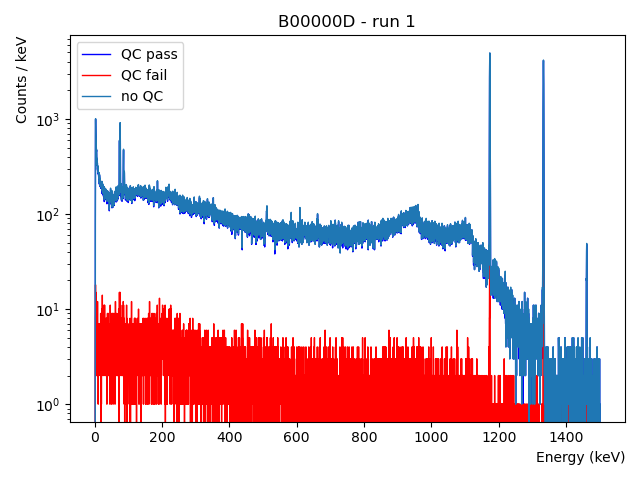 B00000D - run 1
Counts / keV
QC pass
QC fail
no QC
10³
10²
10¹
10⁰
0 200 400 600 800 1000 1200 1400
Energy (keV)